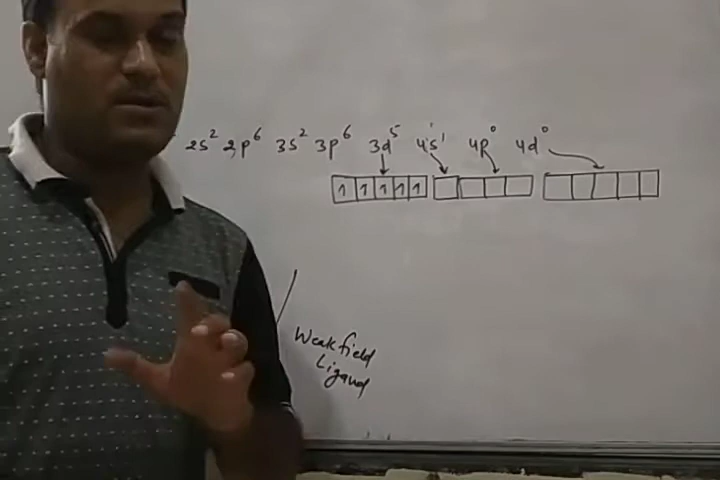 2s² 2p⁶ 3s² 3p⁶ 3d⁵ 4s¹ 4p⁰ 4d⁰
1 1 1 1 1
Weak field
Ligand